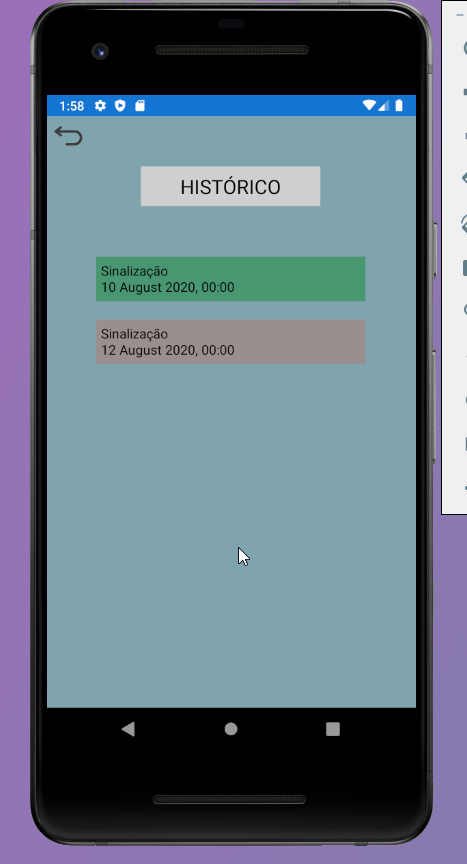 1:58
HISTÓRICO
Sinalização
10 August 2020, 00:00
Sinalização
12 August 2020, 00:00